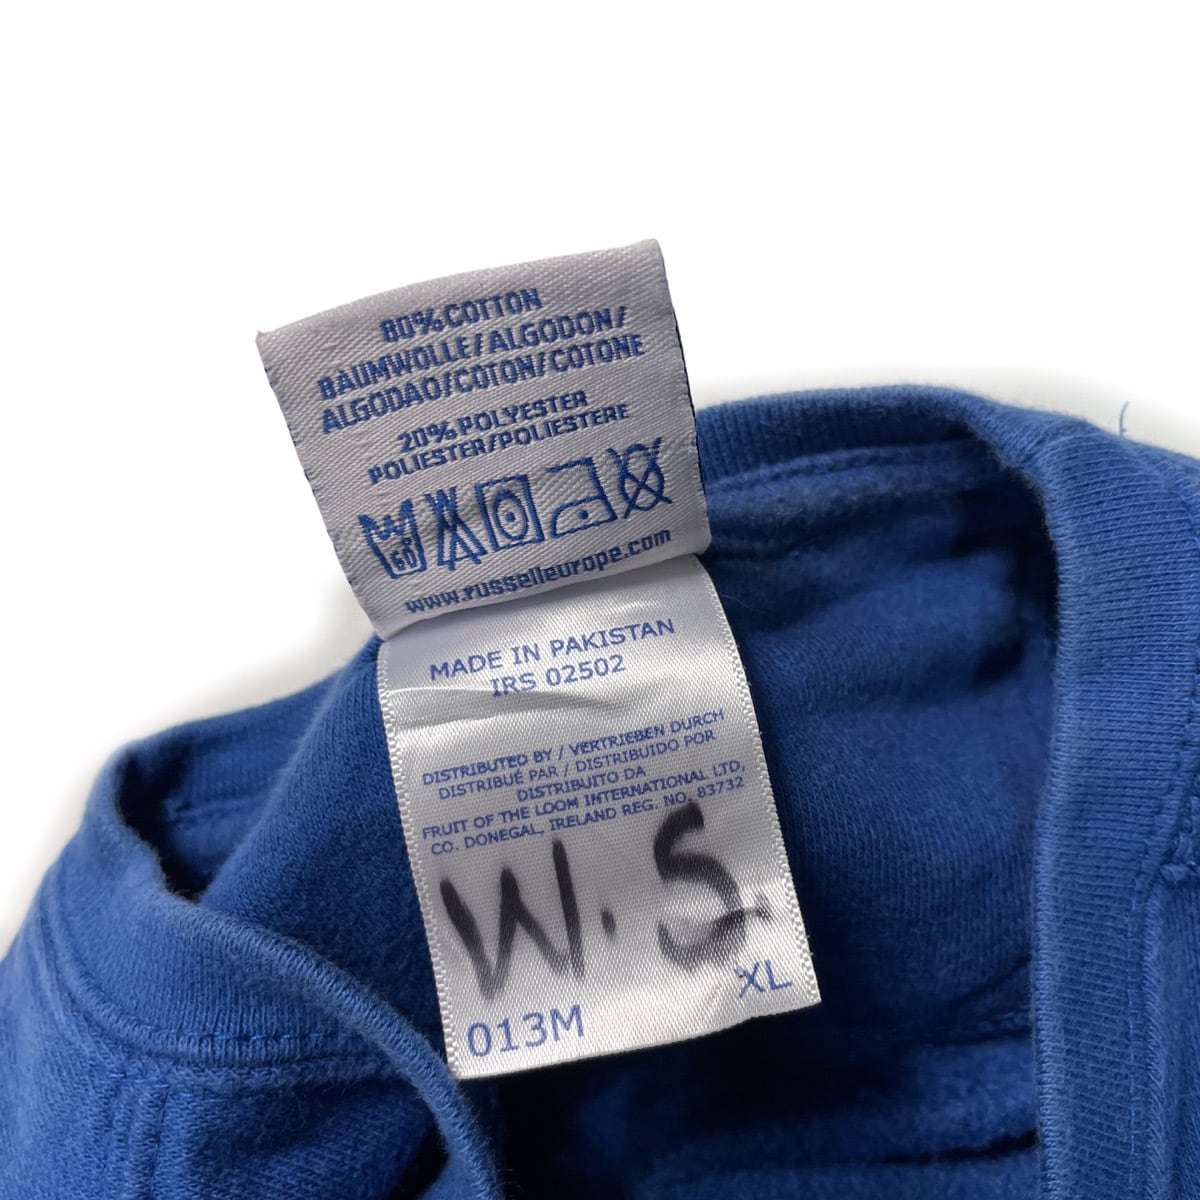 80% COTTON
BAUMWOLLE/ALGODON/
ALGODAO/COTON/COTONE
20% POLYESTER
POLIESTER/POLIESTERE
60
www.russelleurope.com
MADE IN PAKISTAN
IRS 02502
DISTRIBUTED BY / VERTRIEBEN DURCH
DISTRIBUÉ PAR / DISTRIBUIDO POR
DISTRIBUITO DA
FRUIT OF THE LOOM INTERNATIONAL LTD,
CO. DONEGAL, IRELAND REG. NO. 83732
W. S.
013M XL